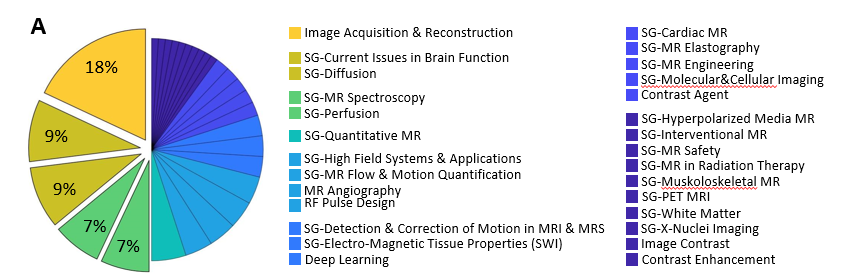 A
18%
9%
9%
7%
7%
Image Acquisition & Reconstruction
SG-Current Issues in Brain Function
SG-Diffusion
SG-MR Spectroscopy
SG-Perfusion
SG-Quantitative MR
SG-High Field Systems & Applications
SG-MR Flow & Motion Quantification
MR Angiography
RF Pulse Design
SG-Detection & Correction of Motion in MRI & MRS
SG-Electro-Magnetic Tissue Properties (SWI)
Deep Learning
SG-Cardiac MR
SG-MR Elastography
SG-MR Engineering
SG-Molecular&Cellular Imaging
Contrast Agent
SG-Hyperpolarized Media MR
SG-Interventional MR
SG-MR Safety
SG-MR in Radiation Therapy
SG-Muskoloskeletal MR
SG-PET MRI
SG-White Matter
SG-X-Nuclei Imaging
Image Contrast
Contrast Enhancement